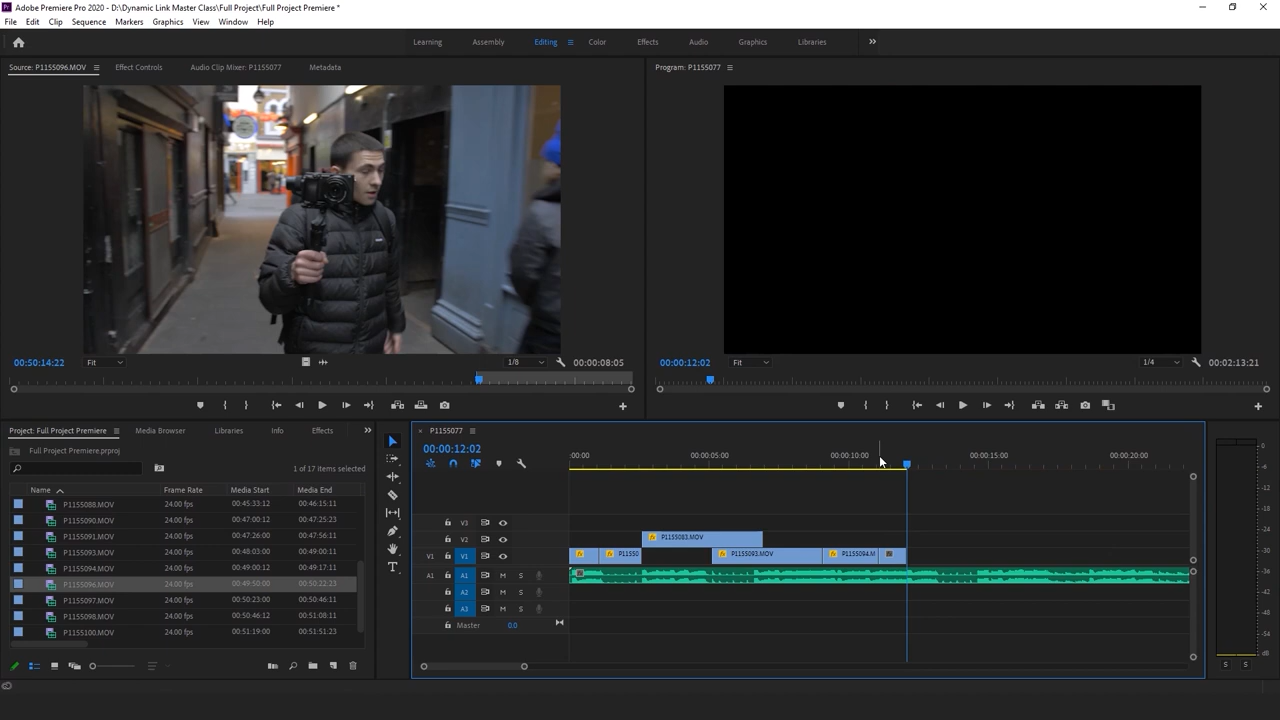 Pr Adobe Premiere Pro 2020 - D:\Dynamic Link Master Class\Full Project\Full Project Premiere *
File Edit Clip Sequence Markers Graphics View Window Help
Learning Assembly Editing Color Effects Audio Graphics Libraries
Source: P1155096.MOV Effect Controls Audio Clip Mixer: P1155077 Metadata
Program: P1155077
00:50:14:22 Fit 1/8 00:00:08:05
00:00:12:02 Fit 1/4 00:02:13:21
Project: Full Project Premiere Media Browser Libraries Info Effects
Full Project Premiere.prproj
1 of 17 items selected
Name Frame Rate Media Start Media End
P1155088.MOV 24.00 fps 00:45:33:12 00:46:15:11
P1155090.MOV 24.00 fps 00:47:00:12 00:47:25:23
P1155091.MOV 24.00 fps 00:47:26:00 00:47:56:11
P1155093.MOV 24.00 fps 00:48:03:00 00:49:00:11
P1155094.MOV 24.00 fps 00:49:00:12 00:49:17:11
P1155096.MOV 24.00 fps 00:49:50:00 00:50:22:23
P1155097.MOV 24.00 fps 00:50:23:00 00:50:46:11
P1155098.MOV 24.00 fps 00:50:46:12 00:51:08:11
P1155100.MOV 24.00 fps 00:51:19:00 00:51:51:23
P1155077
00:00:12:02
:00:00 00:00:05:00 00:00:10:00 00:00:15:00 00:00:20:00
V3
V2 fx P1155083.MOV
V1 V1 fx fx P11550 fx P1155093.MOV fx P1155094.M fx
A1 A1 M S
A2 M S
A3 M S
Master 0.0
0
-54
dB
S S